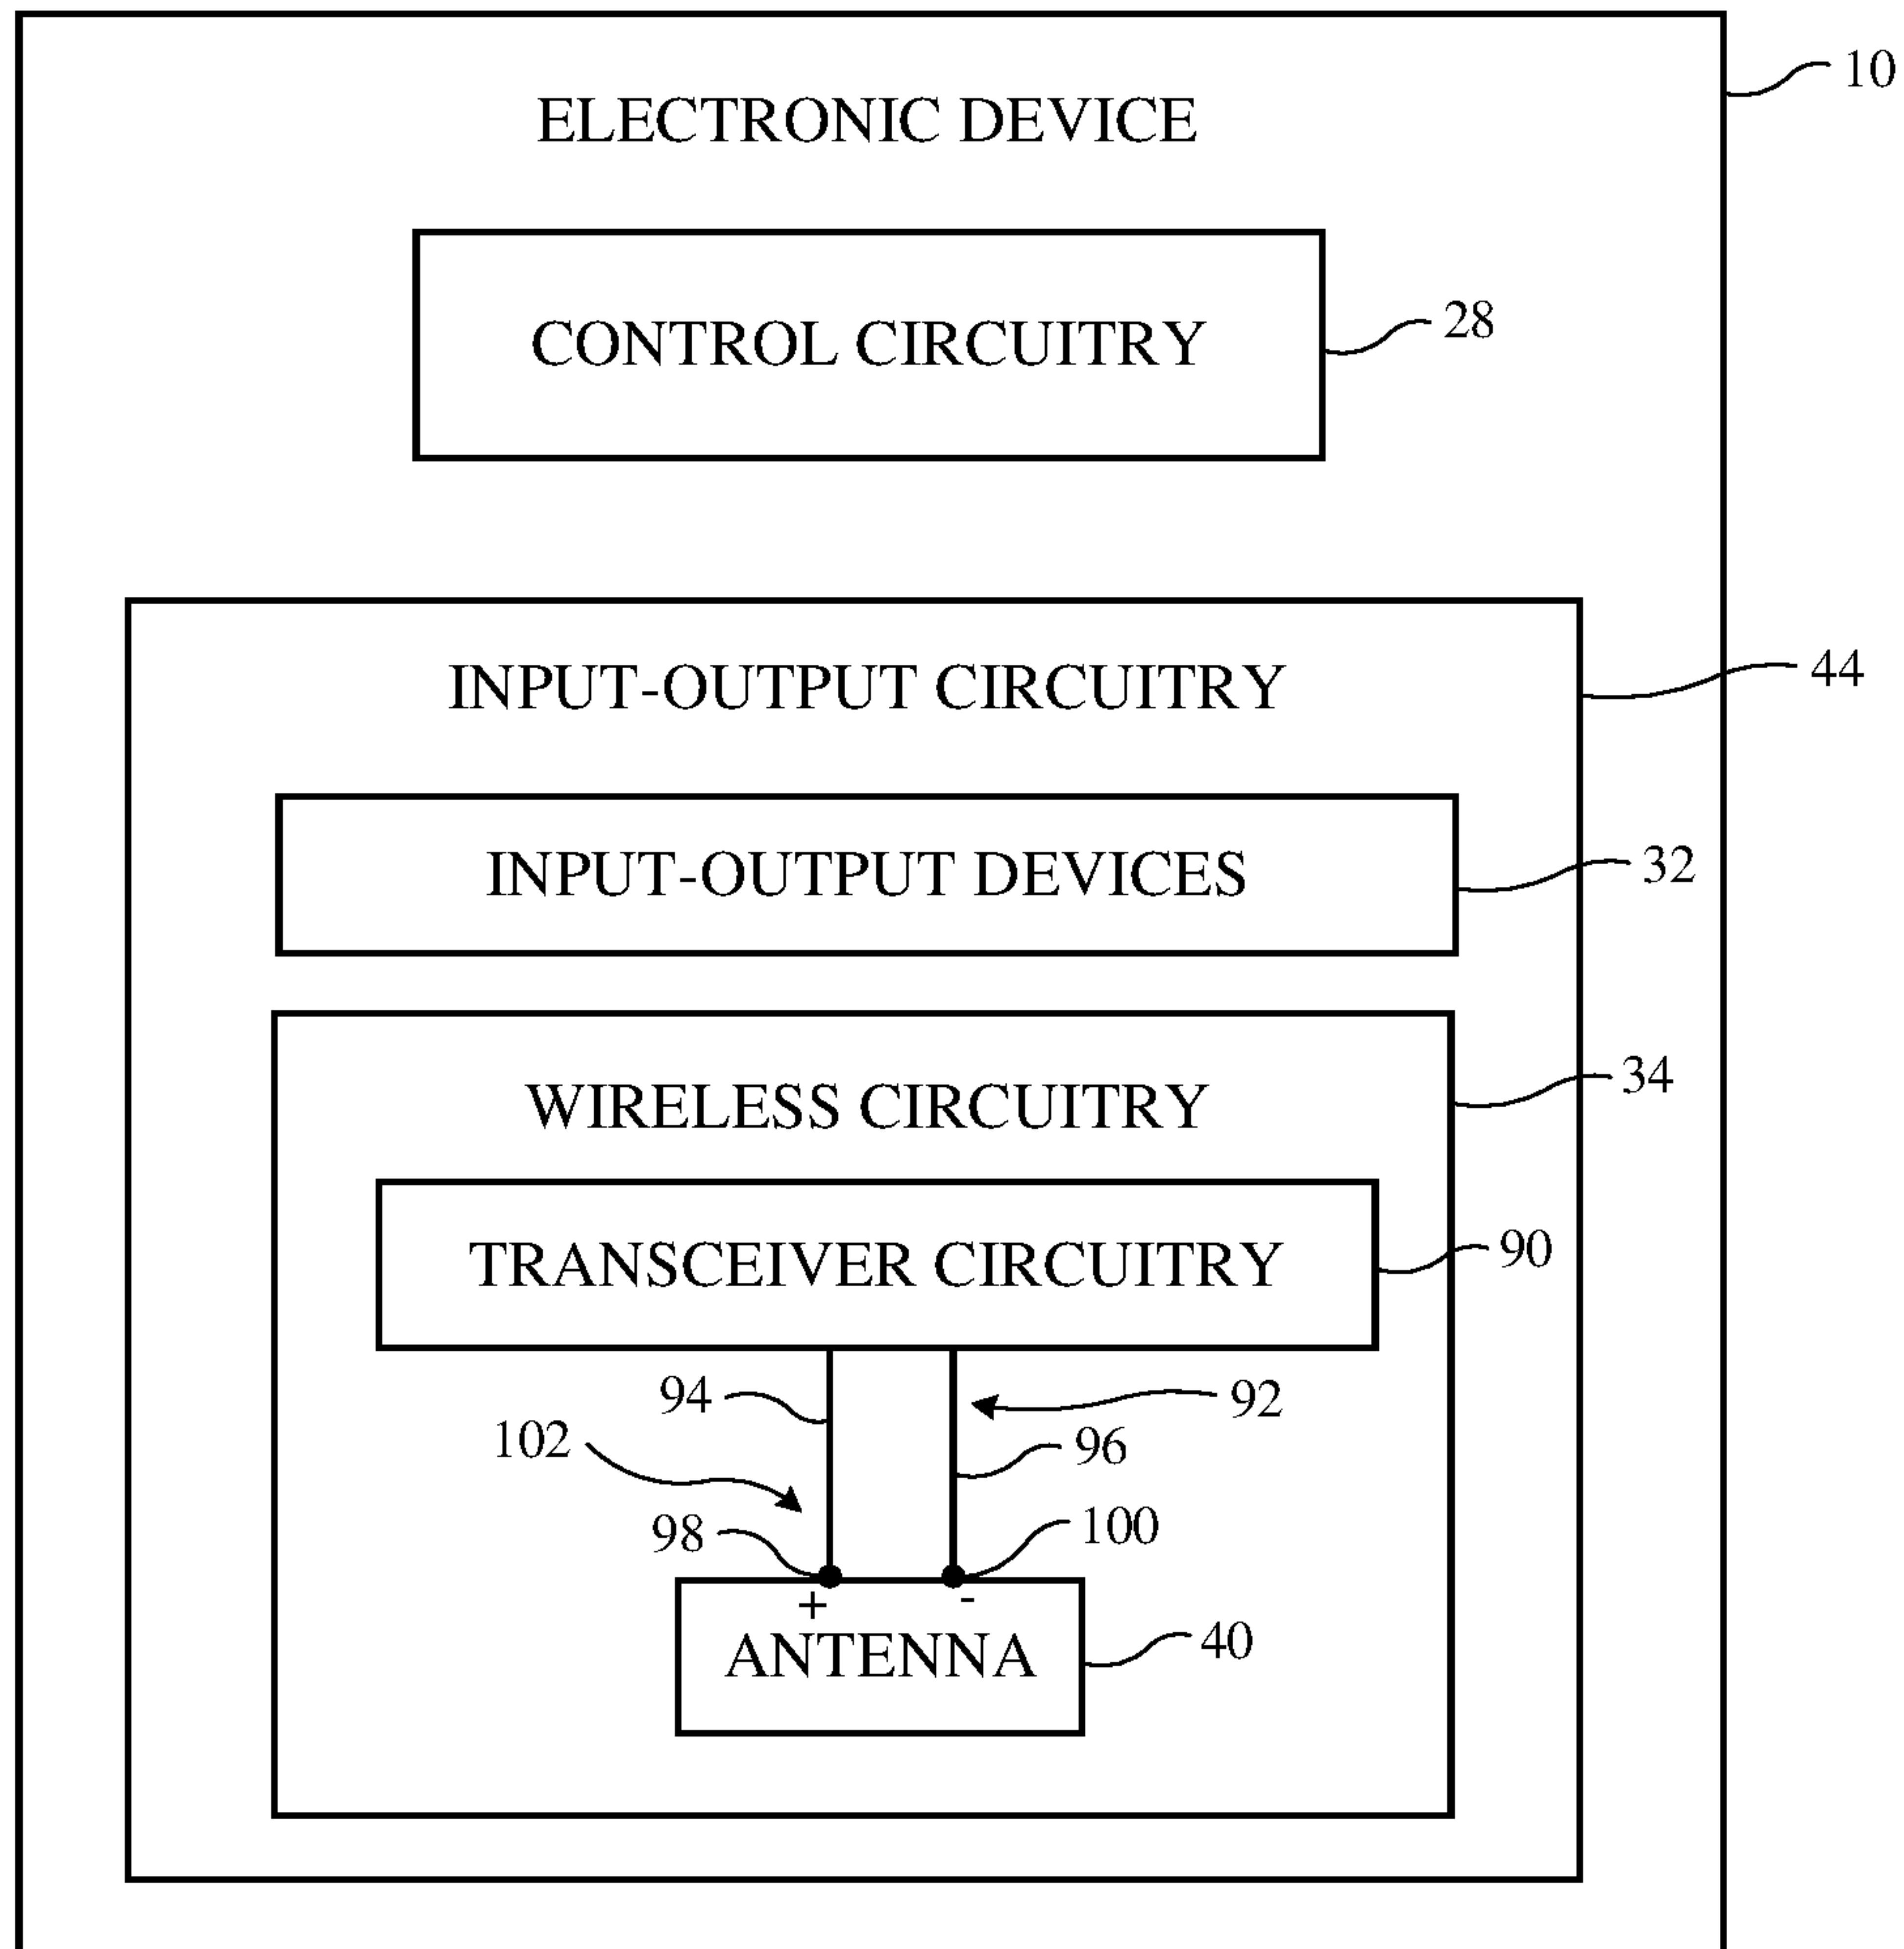 10
ELECTRONIC DEVICE
CONTROL CIRCUITRY
28
INPUT-OUTPUT CIRCUITRY
44
INPUT-OUTPUT DEVICES
32
34
WIRELESS CIRCUITRY
TRANSCEIVER CIRCUITRY
90
94
92
102
96
98
100
+ -
ANTENNA
40